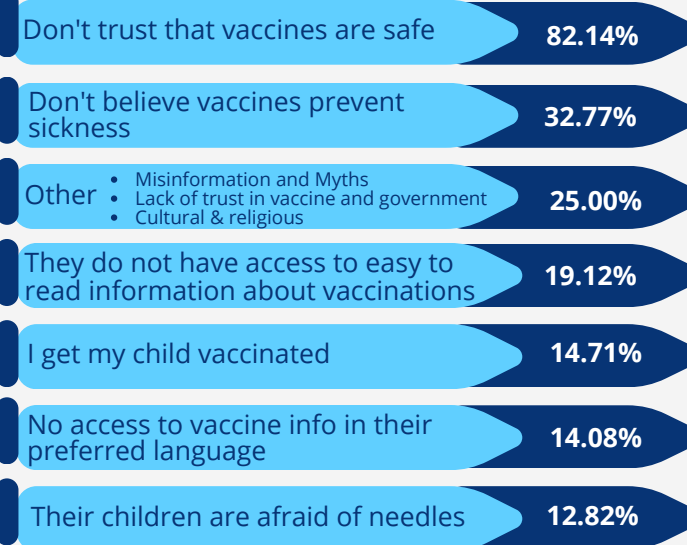 Don't trust that vaccines are safe
82.14%
Don't believe vaccines prevent
sickness
32.77%
Other
• Misinformation and Myths
• Lack of trust in vaccine and government
• Cultural & religious
25.00%
They do not have access to easy to
read information about vaccinations
19.12%
I get my child vaccinated
14.71%
No access to vaccine info in their
preferred language
14.08%
Their children are afraid of needles
12.82%